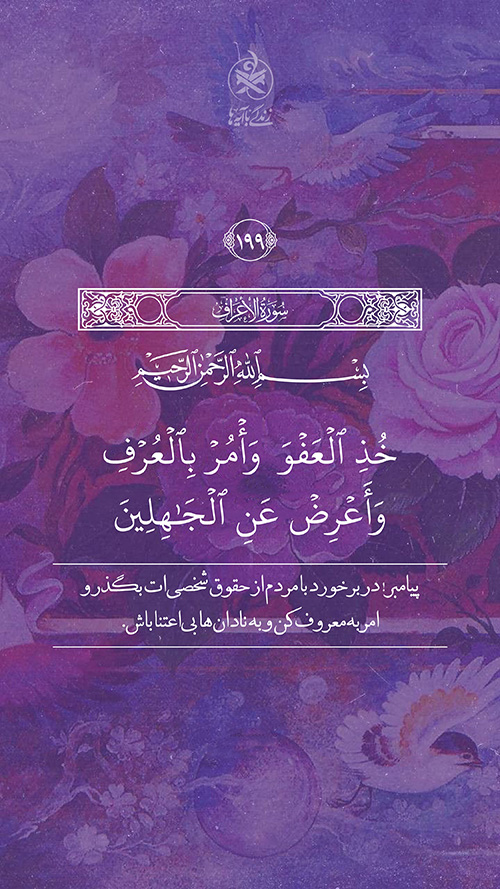 زندگی با آیه‌ها
۱۹۹
سُورَةُ الأَعْرَافِ
بِسْمِ ٱللَّهِ ٱلرَّحْمَٰنِ ٱلرَّحِيمِ
خُذِ ٱلْعَفْوَ وَأْمُرْ بِٱلْعُرْفِ
وَأَعْرِضْ عَنِ ٱلْجَٰهِلِينَ
پیامبر! در برخورد با مردم از حقوق شخصی‌ات بگذر و
امر به معروف کن و به نادان‌ها بی‌اعتنا باش.